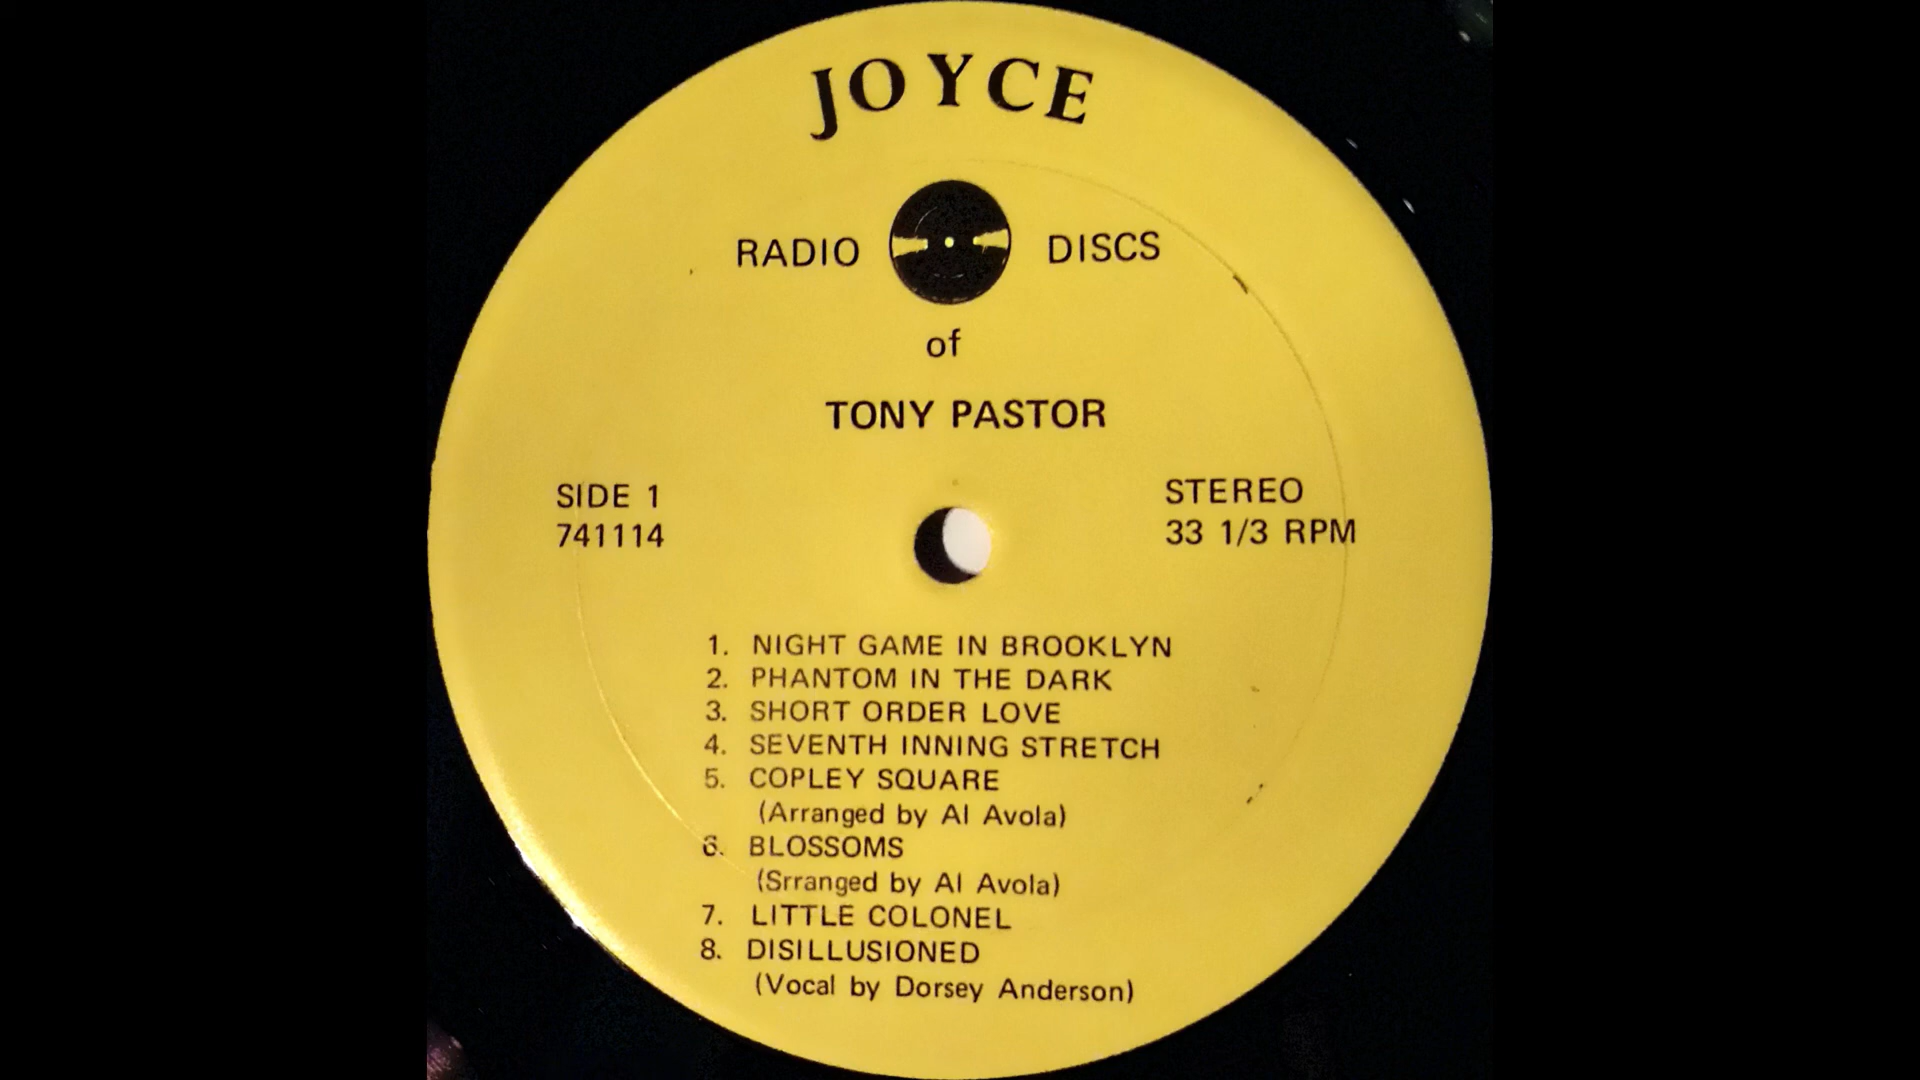 JOYCE
RADIO DISCS
of
TONY PASTOR
SIDE 1
741114
STEREO
33 1/3 RPM
1. NIGHT GAME IN BROOKLYN
2. PHANTOM IN THE DARK
3. SHORT ORDER LOVE
4. SEVENTH INNING STRETCH
5. COPLEY SQUARE
(Arranged by Al Avola)
6. BLOSSOMS
(Srranged by Al Avola)
7. LITTLE COLONEL
8. DISILLUSIONED
(Vocal by Dorsey Anderson)